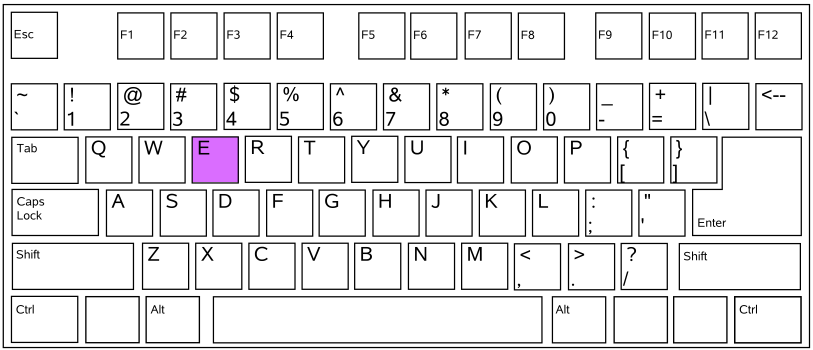 Esc F1 F2 F3 F4 F5 F6 F7 F8 F9 F10 F11 F12
~ ! @ # $ % ^ & * ( ) _ + | <--
` 1 2 3 4 5 6 7 8 9 0 - = \
Tab Q W E R T Y U I O P { }
[ ]
Caps A S D F G H J K L : "
Lock ; '
Enter
Shift Z X C V B N M < > ? Shift
, . /
Ctrl Alt Alt Ctrl